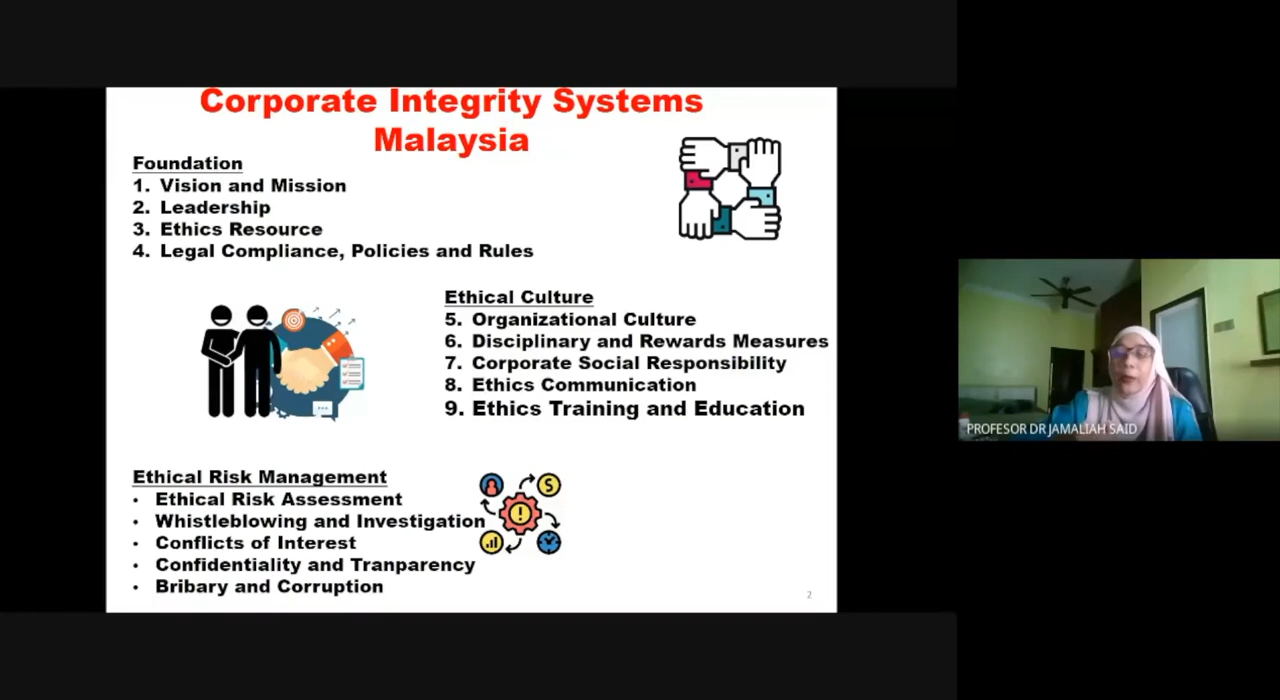 Corporate Integrity Systems
Malaysia
Foundation
1. Vision and Mission
2. Leadership
3. Ethics Resource
4. Legal Compliance, Policies and Rules
Ethical Culture
5. Organizational Culture
6. Disciplinary and Rewards Measures
7. Corporate Social Responsibility
8. Ethics Communication
9. Ethics Training and Education
Ethical Risk Management
• Ethical Risk Assessment
• Whistleblowing and Investigation
• Conflicts of Interest
• Confidentiality and Tranparency
• Bribary and Corruption
2
PROFESOR DR JAMALIAH SAID